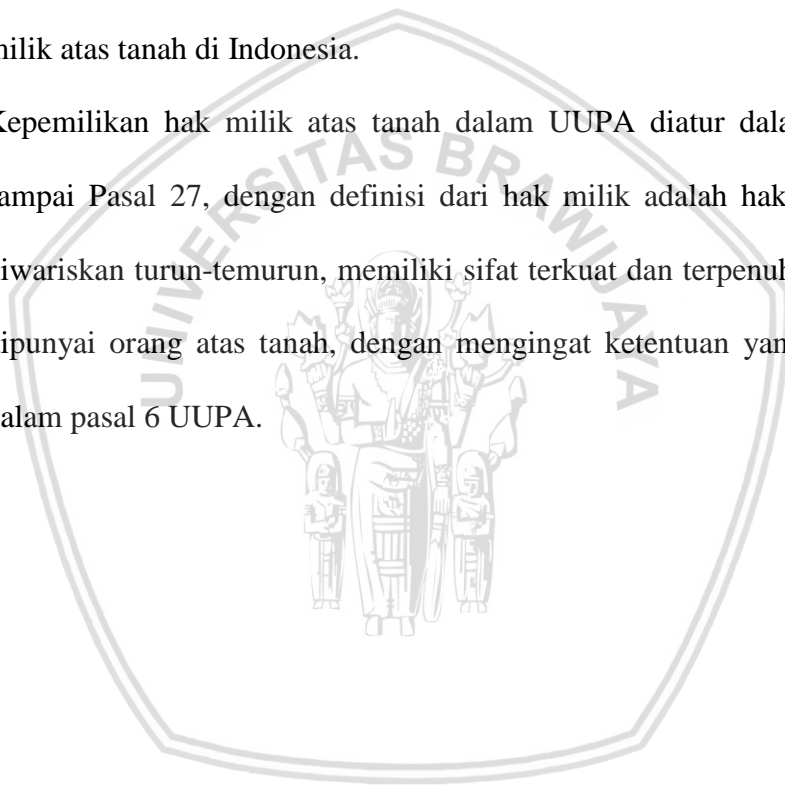 milik atas tanah di Indonesia.
Kepemilikan hak milik atas tanah dalam UUPA diatur dala
ampai Pasal 27, dengan definisi dari hak milik adalah hak
iwariskan turun-temurun, memiliki sifat terkuat dan terpenuh
ipunyai orang atas tanah, dengan mengingat ketentuan yan
alam pasal 6 UUPA.
UNIVERSITAS BRAWIJAYA